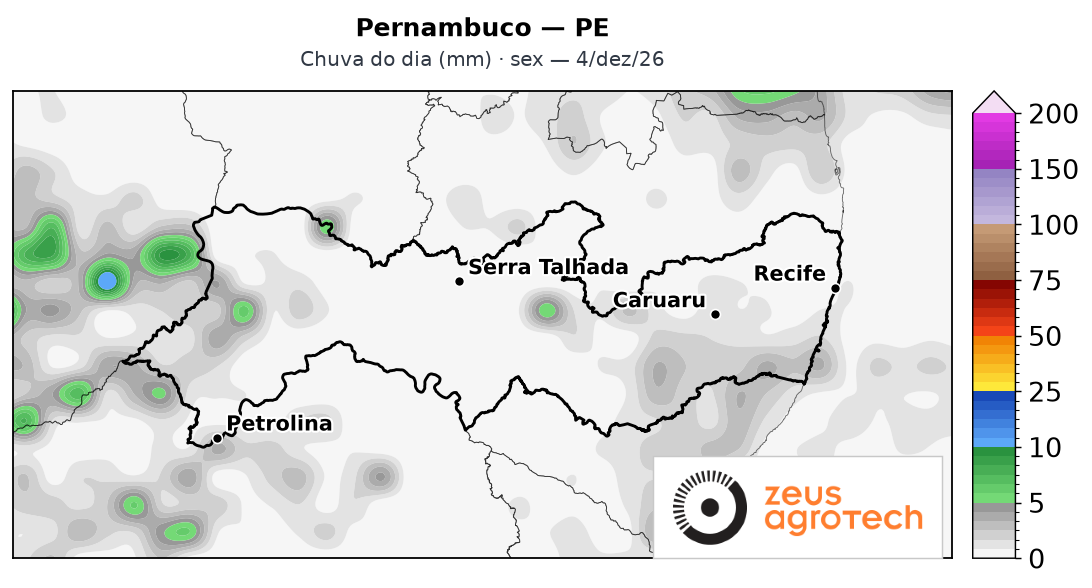 Pernambuco — PE
Chuva do dia (mm) · sex — 4/dez/26
Serra Talhada
Recife
Caruaru
Petrolina
200
150
100
75
50
25
10
5
0
zeus
agrotech